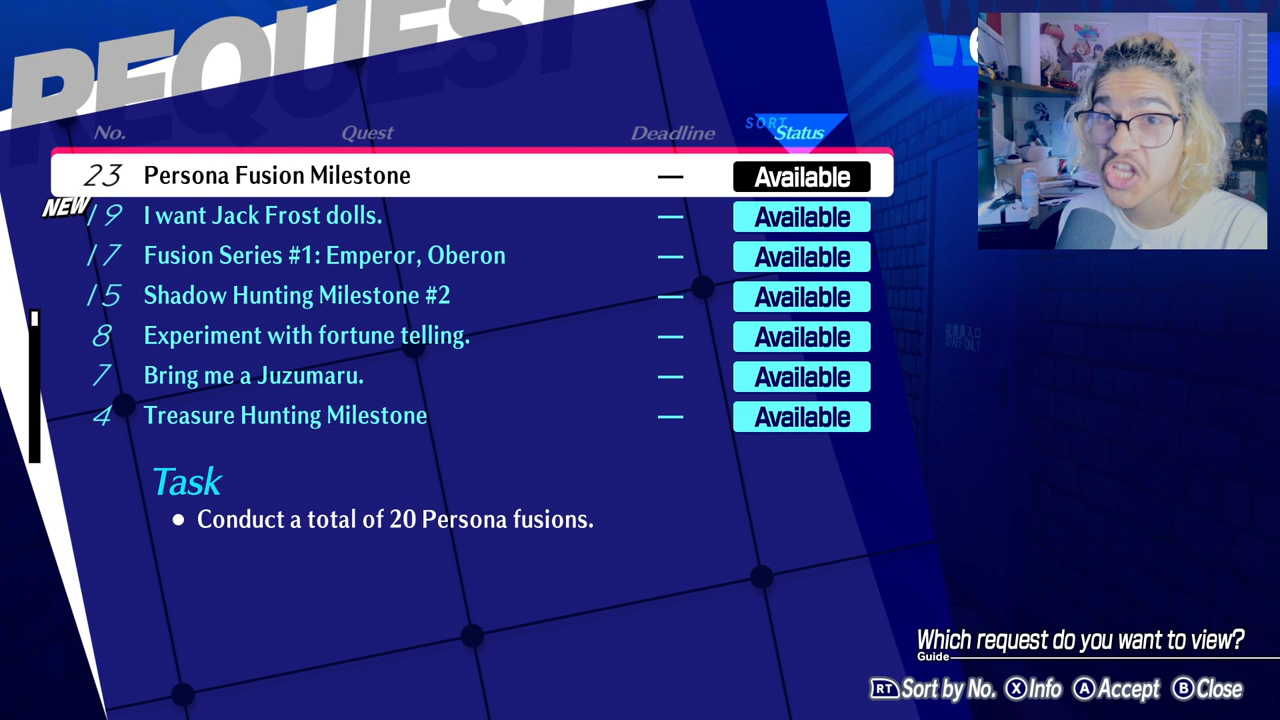 REQUEST
No. Quest Deadline SORT Status
23 Persona Fusion Milestone — Available
NEW 19 I want Jack Frost dolls. — Available
17 Fusion Series #1: Emperor, Oberon — Available
15 Shadow Hunting Milestone #2 — Available
8 Experiment with fortune telling. — Available
7 Bring me a Juzumaru. — Available
4 Treasure Hunting Milestone — Available
Task
• Conduct a total of 20 Persona fusions.
STAFF ONLY
Which request do you want to view?
Guide
RT Sort by No. X Info A Accept B Close